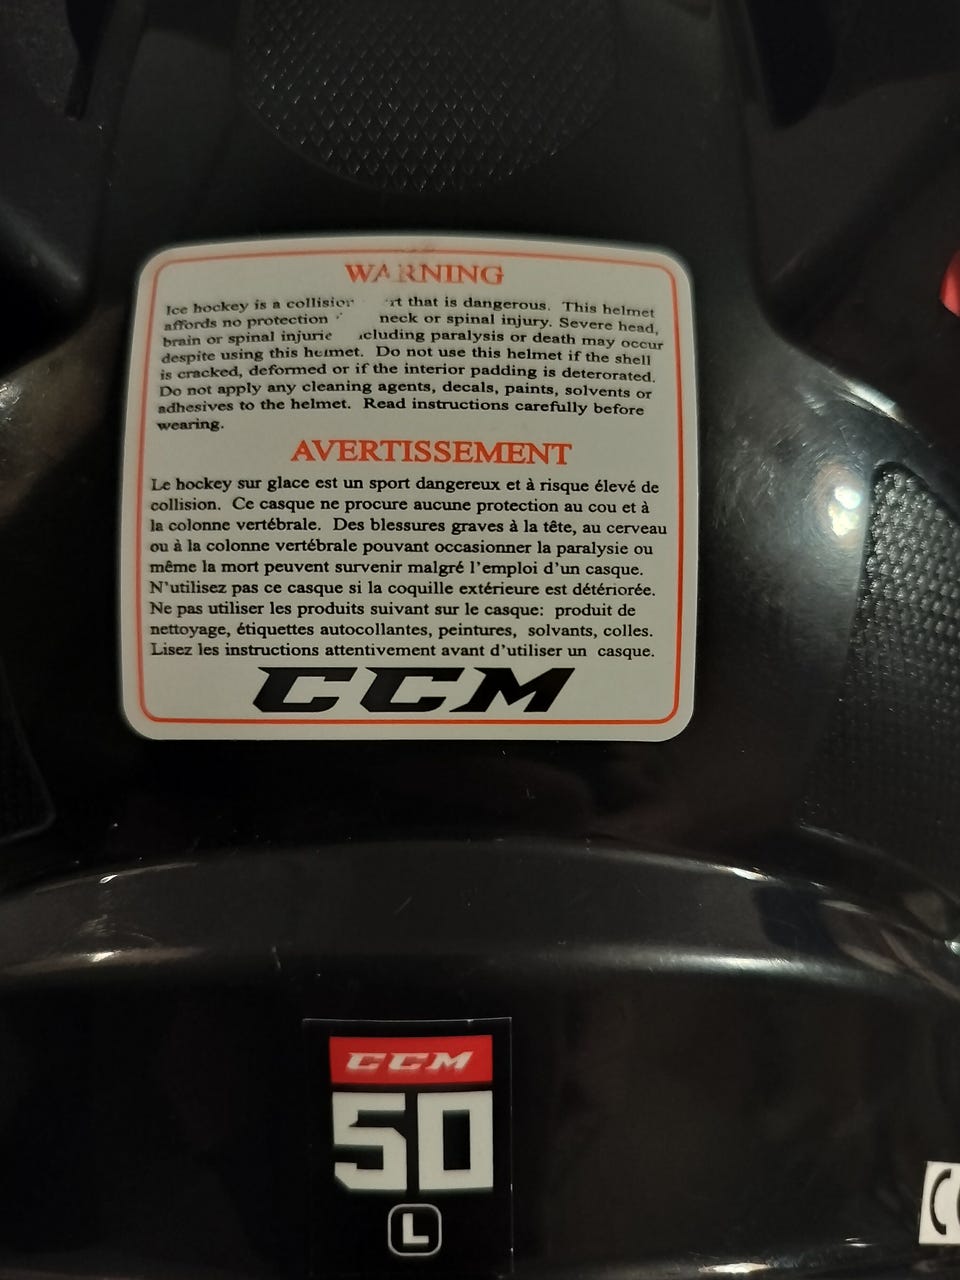 WARNING
Ice hockey is a that is dangerous. This helmet
affords no protection neck or spinal injury. Severe head,
brain or spinal paralysis or death may occur
despite using this helmet. Do not use this helmet if the shell
is cracked, deformed or if the interior padding is deterorated.
Do not apply any cleaning agents, decals, paints, solvents or
adhesives to the helmet. Read instructions carefully before
wearing.
AVERTISSEMENT
Le hockey sur glace est un sport dangereux et à risque élevé de
collision. Ce casque ne procure aucune protection au cou et à
la colonne vertébrale. Des blessures graves à la tête, au cerveau
ou à la colonne vertébrale pouvant occasionner la paralysie ou
même la mort peuvent survenir malgré l'emploi d'un casque.
N'utilisez pas ce casque si la coquille extérieure est détériorée.
Ne pas utiliser les produits suivant sur le casque: produit de
nettoyage, étiquettes autocollantes, peintures, solvants, colles.
Lisez les instructions attentivement avant d'utiliser un casque.
CCM
CCM
50
L